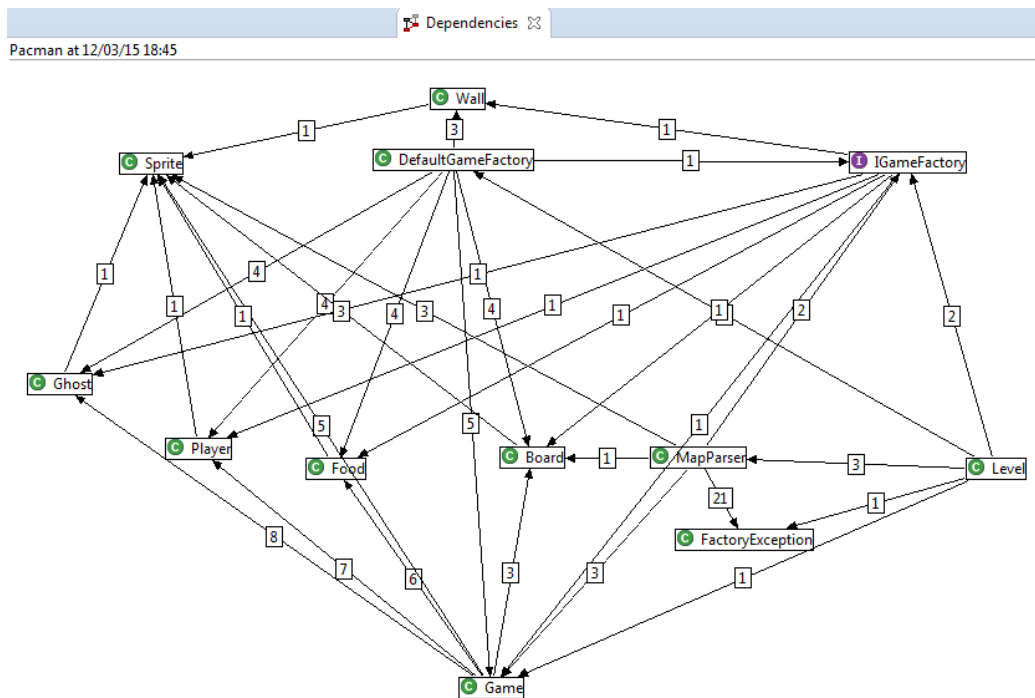 Dependencies
Pacman at 12/03/15 18:45
C Wall
1
3
1
C Sprite
C DefaultGameFactory
1
I IGameFactory
1
4
1
4
3
3
1
1
4
4
1
1
1
2
2
C Ghost
5
5
1
C Player
C Food
C Board
1
C MapParser
3
C Level
21
1
C FactoryException
8
7
6
3
3
1
C Game